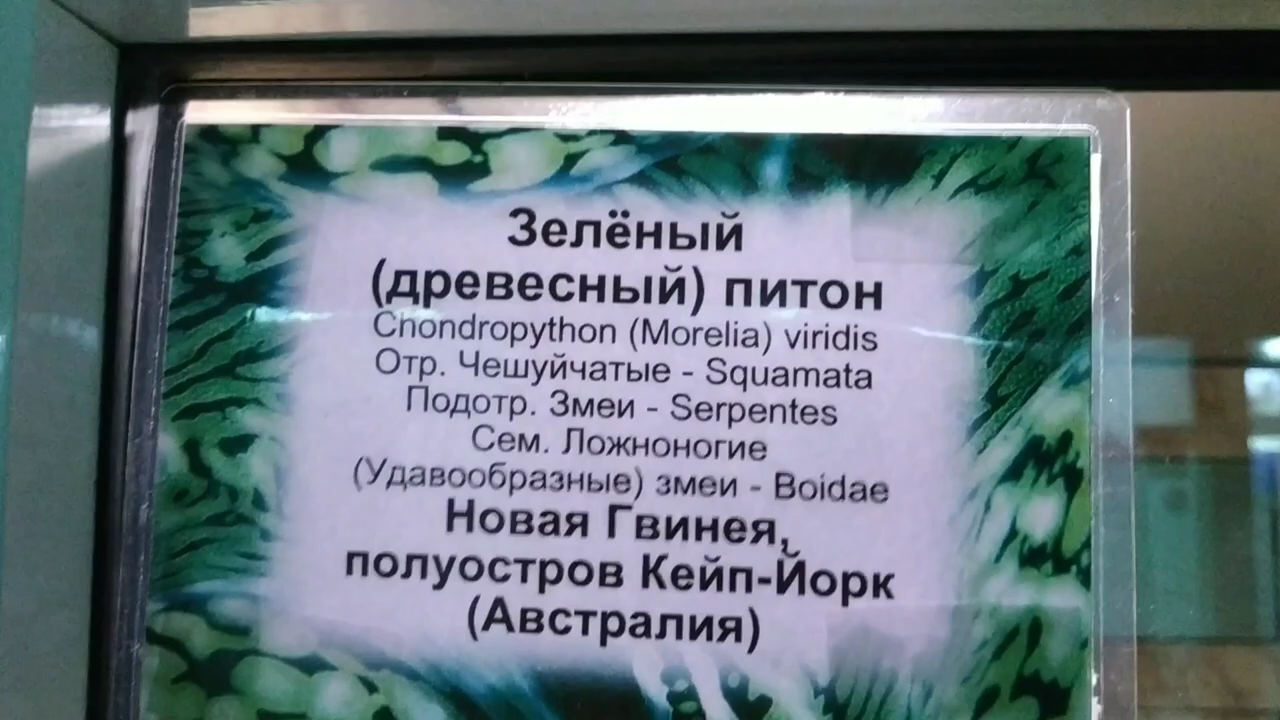 Зелёный
(древесный) питон
Chondropython (Morelia) viridis
Отр. Чешуйчатые - Squamata
Подотр. Змеи - Serpentes
Сем. Ложноногие
(Удавообразные) змеи - Boidae
Новая Гвинея,
полуостров Кейп-Йорк
(Австралия)